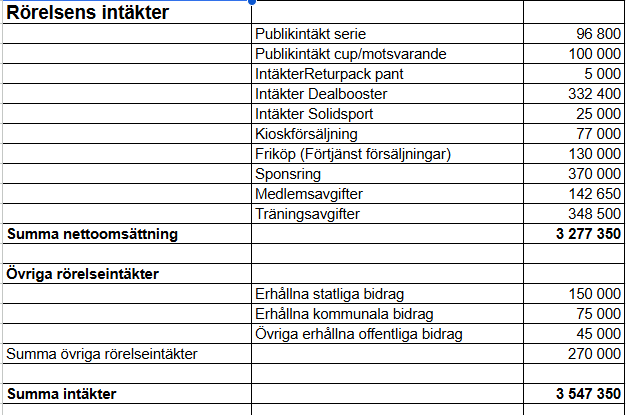 Rörelsens intäkter
Publikintäkt serie 96 800
Publikintäkt cup/motsvarande 100 000
IntäkterReturpack pant 5 000
Intäkter Dealbooster 332 400
Intäkter Solidsport 25 000
Kioskförsäljning 77 000
Friköp (Förtjänst försäljningar) 130 000
Sponsring 370 000
Medlemsavgifter 142 650
Träningsavgifter 348 500
Summa nettoomsättning 3 277 350
Övriga rörelseintäkter
Erhållna statliga bidrag 150 000
Erhållna kommunala bidrag 75 000
Övriga erhållna offentliga bidrag 45 000
Summa övriga rörelseintäkter 270 000
Summa intäkter 3 547 350